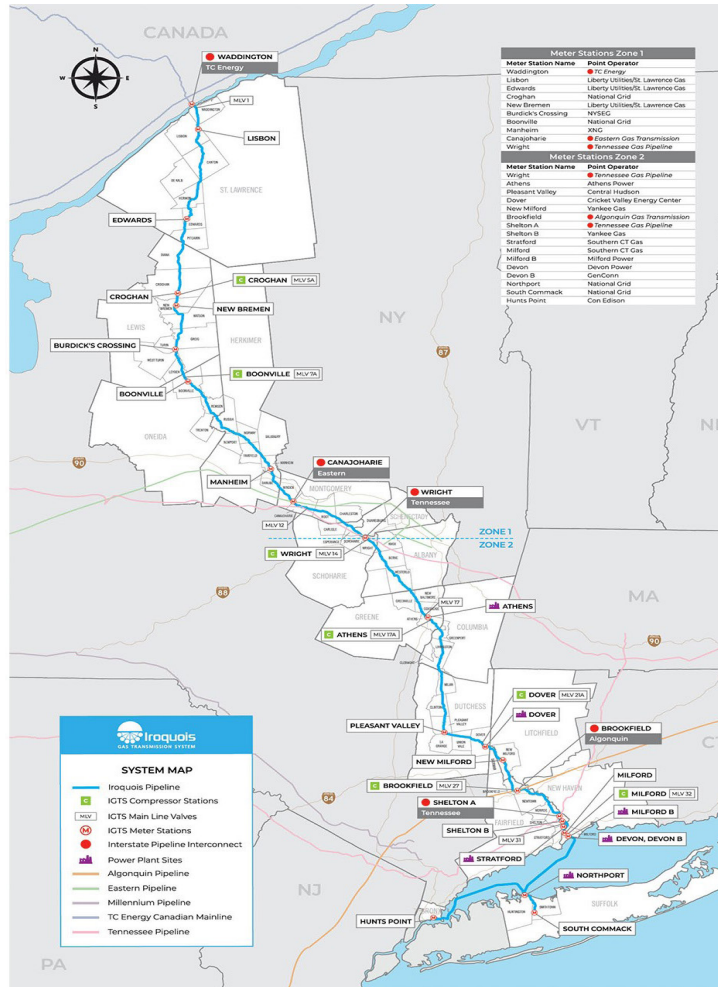 CANADA
N
W
E
S
WADDINGTON
TC Energy
MLV 1
LISBON
ST. LAWRENCE
EDWARDS
C CROGHAN MLV 5A
CROGHAN
NEW BREMEN
LEWIS
HERKIMER
BURDICK'S CROSSING
C BOONVILLE MLV 7A
BOONVILLE
ONEIDA
NY
87
VT
90
MANHEIM
CANAJOHARIE
Eastern
MONTGOMERY
WRIGHT
Tennessee
MLV 12
SCHENECTADY
ZONE 1
ZONE 2
C WRIGHT MLV 14
SCHOHARIE
ALBANY
88
MA
GREENE
MLV 17
ATHENS
C ATHENS MLV 17A
COLUMBIA
90
DUTCHESS
C DOVER MLV 21A
DOVER
PLEASANT VALLEY
LITCHFIELD
BROOKFIELD
Algonquin
NEW MILFORD
C BROOKFIELD MLV 27
NEW HAVEN
MILFORD
C MILFORD MLV 32
MILFORD B
84
SHELTON A
Tennessee
FAIRFIELD
SHELTON B
MLV 31
DEVON, DEVON B
STRATFORD
NORTHPORT
NJ
HUNTS POINT
SUFFOLK
SOUTH COMMACK
PA
Meter Stations Zone 1
Meter Station Name Point Operator
Waddington TC Energy
Lisbon Liberty Utilities/St. Lawrence Gas
Edwards Liberty Utilities/St. Lawrence Gas
Croghan National Grid
New Bremen Liberty Utilities/St. Lawrence Gas
Burdick's Crossing NYSEG
Boonville National Grid
Manheim XNG
Canajoharie Eastern Gas Transmission
Wright Tennessee Gas Pipeline
Meter Stations Zone 2
Meter Station Name Point Operator
Wright Tennessee Gas Pipeline
Athens Athens Power
Pleasant Valley Central Hudson
Dover Cricket Valley Energy Center
New Milford Yankee Gas
Brookfield Algonquin Gas Transmission
Shelton A Tennessee Gas Pipeline
Shelton B Yankee Gas
Stratford Southern CT Gas
Milford Southern CT Gas
Milford B Milford Power
Devon Devon Power
Devon B GenConn
Northport National Grid
South Commack National Grid
Hunts Point Con Edison
Iroquois
GAS TRANSMISSION SYSTEM
SYSTEM MAP
Iroquois Pipeline
C IGTS Compressor Stations
MLV IGTS Main Line Valves
M IGTS Meter Stations
Interstate Pipeline Interconnect
Power Plant Sites
Algonquin Pipeline
Eastern Pipeline
Millennium Pipeline
TC Energy Canadian Mainline
Tennessee Pipeline